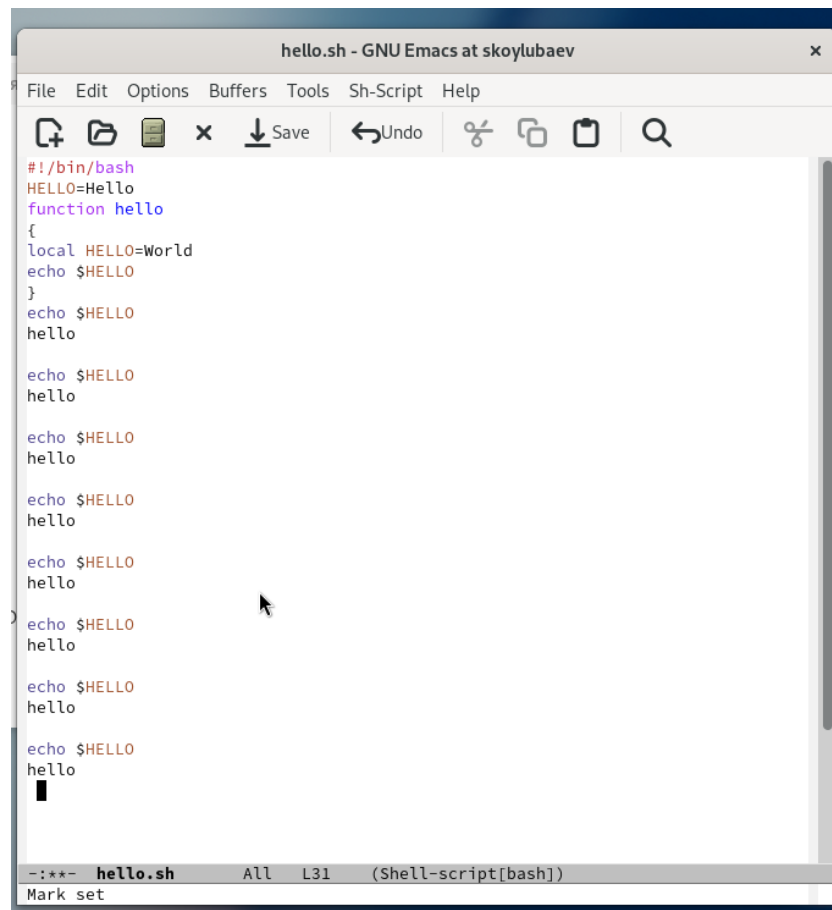 hello.sh - GNU Emacs at skoylubaev
File Edit Options Buffers Tools Sh-Script Help
Save Undo
#!/bin/bash
HELLO=Hello
function hello
{
local HELLO=World
echo $HELLO
}
echo $HELLO
hello
echo $HELLO
hello
echo $HELLO
hello
echo $HELLO
hello
echo $HELLO
hello
echo $HELLO
hello
echo $HELLO
hello
echo $HELLO
hello
-:**- hello.sh All L31 (Shell-script[bash])
Mark set